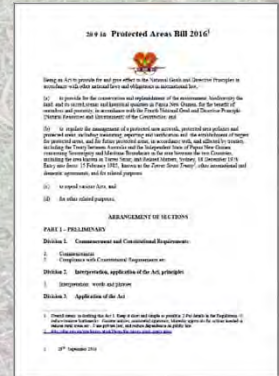 Protected Areas Bill 2016¹
Being an Act to provide for and give effect to the National Goals and Directive Principles in
accordance with other national laws and obligations in international law,
(a) to provide for the conservation and replenishment of the environment, biodiversity, the
land, and its sacred, scenic and historical qualities in Papua New Guinea, for the benefit of
ourselves and posterity, in accordance with the Fourth National Goal and Directive Principle
(Natural Resources and Environment) of the Constitution; and
(b) to regulate the management of a protected area network, protected area policies and
protected areas, including monitoring, reporting and verification and the establishment of targets
for protected areas, and for future protected areas, in accordance with, and affected by treaties,
including the Treaty between Australia and the Independent State of Papua New Guinea
concerning Sovereignty and Maritime Boundaries in the area between the two Countries,
including the area known as Torres Strait, and Related Matters, Sydney, 18 December 1978
Entry into force: 15 February 1985, known as the Torres Strait Treaty, other international and
domestic agreements, and for related purposes
(c) to repeal various Acts, and
(d) for other related purposes,
ARRANGEMENT OF SECTIONS
PART I – PRELIMINARY
Division 1. Commencement and Constitutional Requirements
1. Commencement
2. Compliance with Constitutional Requirements
Division 2. Interpretation, application of the Act, principles
3. Interpretation: words and phrases
Division 3. Application of the Act
1 28th September 2016